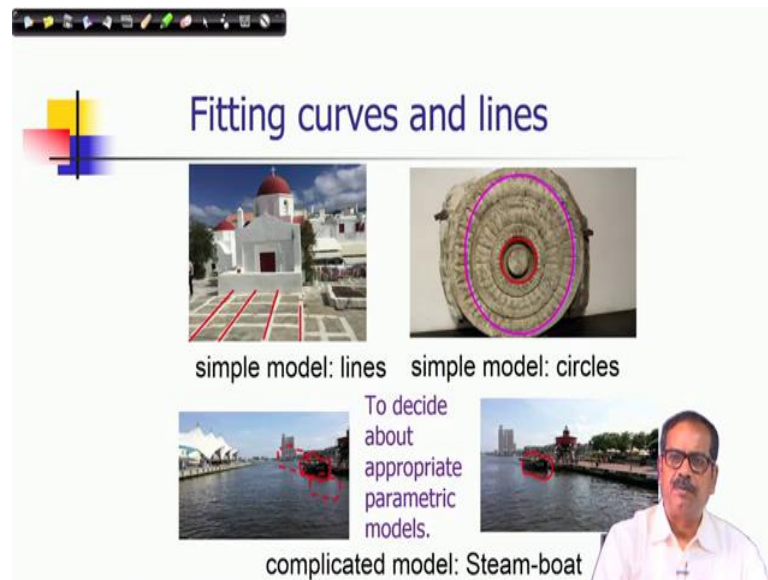 Fitting curves and lines
simple model: lines
simple model: circles
To decide
about
appropriate
parametric
models.
complicated model: Steam-boat